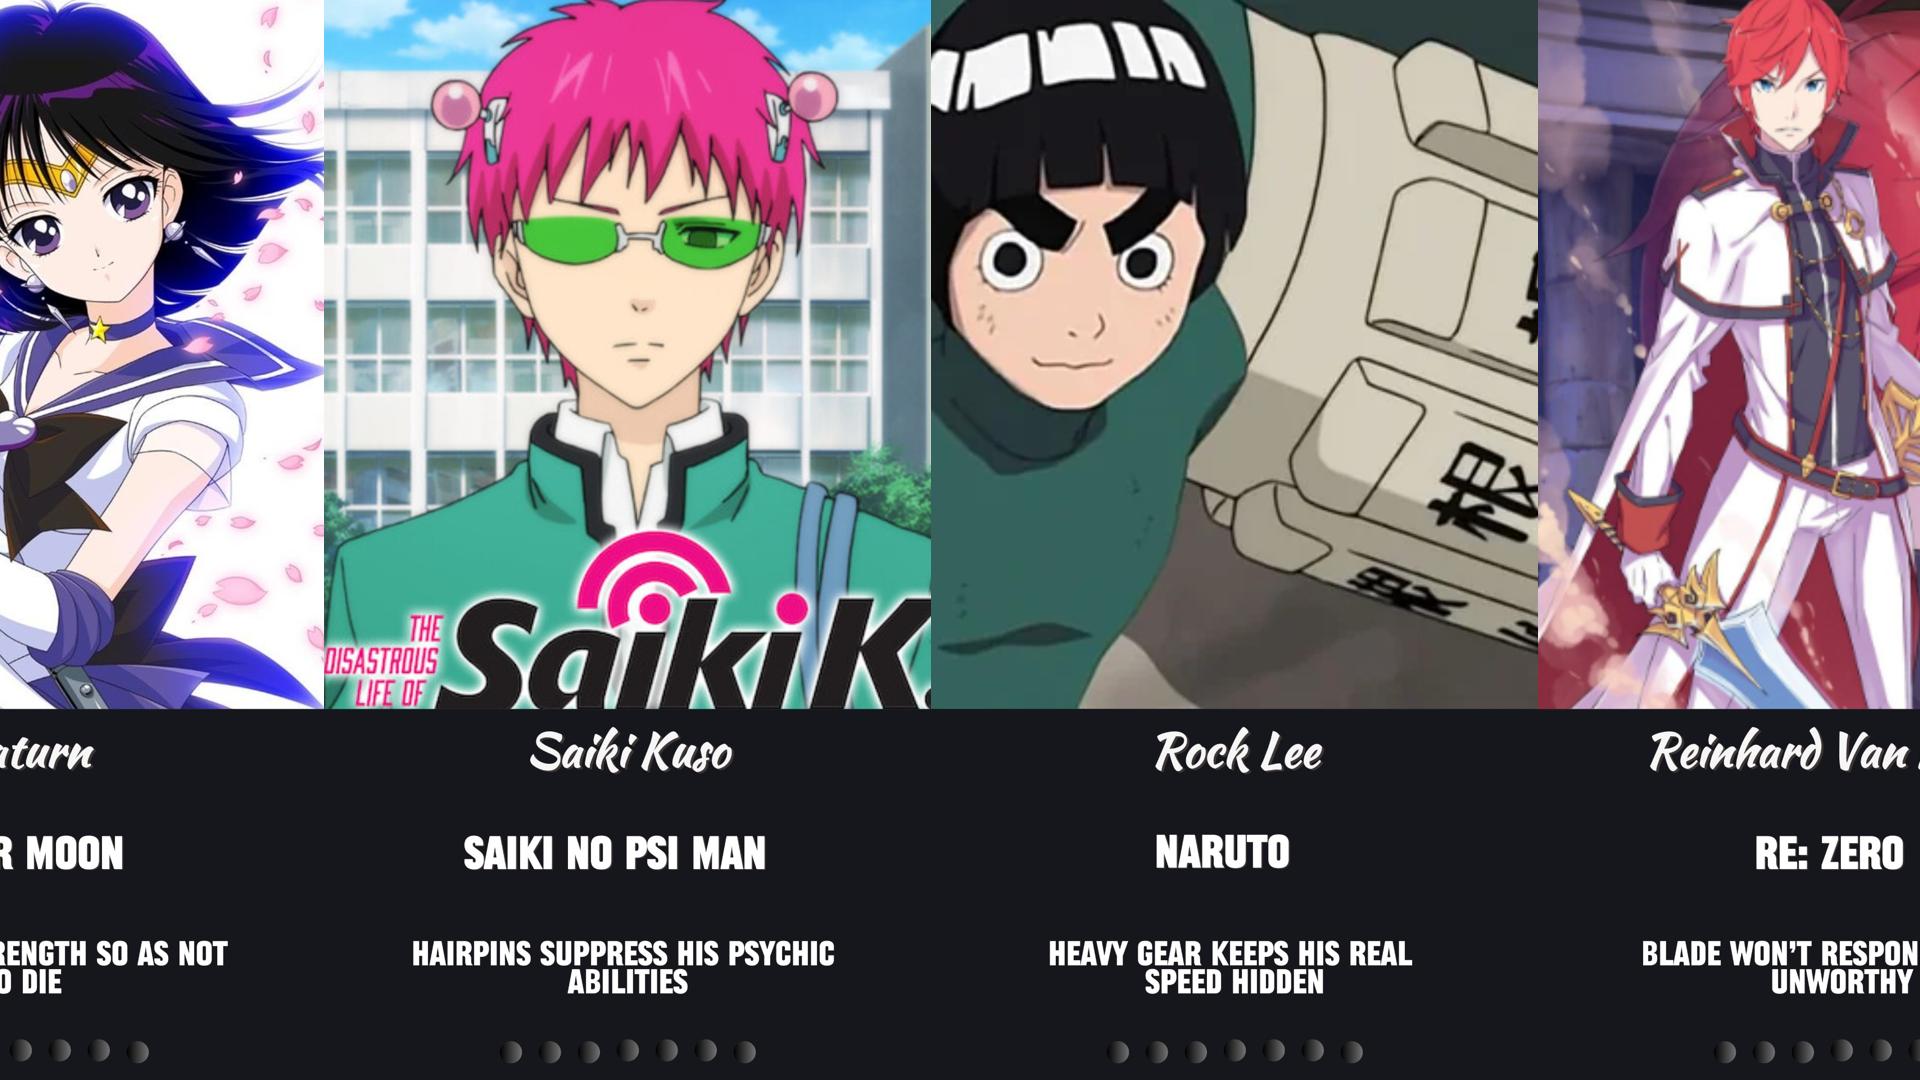 THE
DISASTROUS
LIFE OF
Saiki K.
根
aturn
R MOON
RENGTH SO AS NOT
O DIE
Saiki Kuso
SAIKI NO PSI MAN
HAIRPINS SUPPRESS HIS PSYCHIC
ABILITIES
Rock Lee
NARUTO
HEAVY GEAR KEEPS HIS REAL
SPEED HIDDEN
Reinhard Van
RE: ZERO
BLADE WON'T RESPON
UNWORTHY